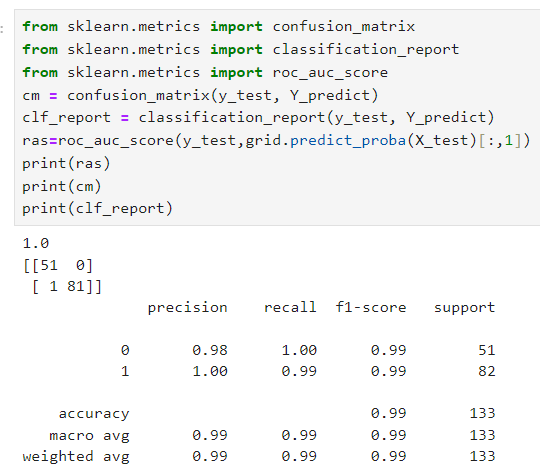 from sklearn.metrics import confusion_matrix
from sklearn.metrics import classification_report
from sklearn.metrics import roc_auc_score
cm = confusion_matrix(y_test, Y_predict)
clf_report = classification_report(y_test, Y_predict)
ras=roc_auc_score(y_test,grid.predict_proba(X_test)[:,1])
print(ras)
print(cm)
print(clf_report)
1.0
[[51  0]
 [ 1 81]]
              precision    recall  f1-score   support
           0       0.98      1.00      0.99        51
           1       1.00      0.99      0.99        82
    accuracy                           0.99       133
   macro avg       0.99      0.99      0.99       133
weighted avg       0.99      0.99      0.99       133